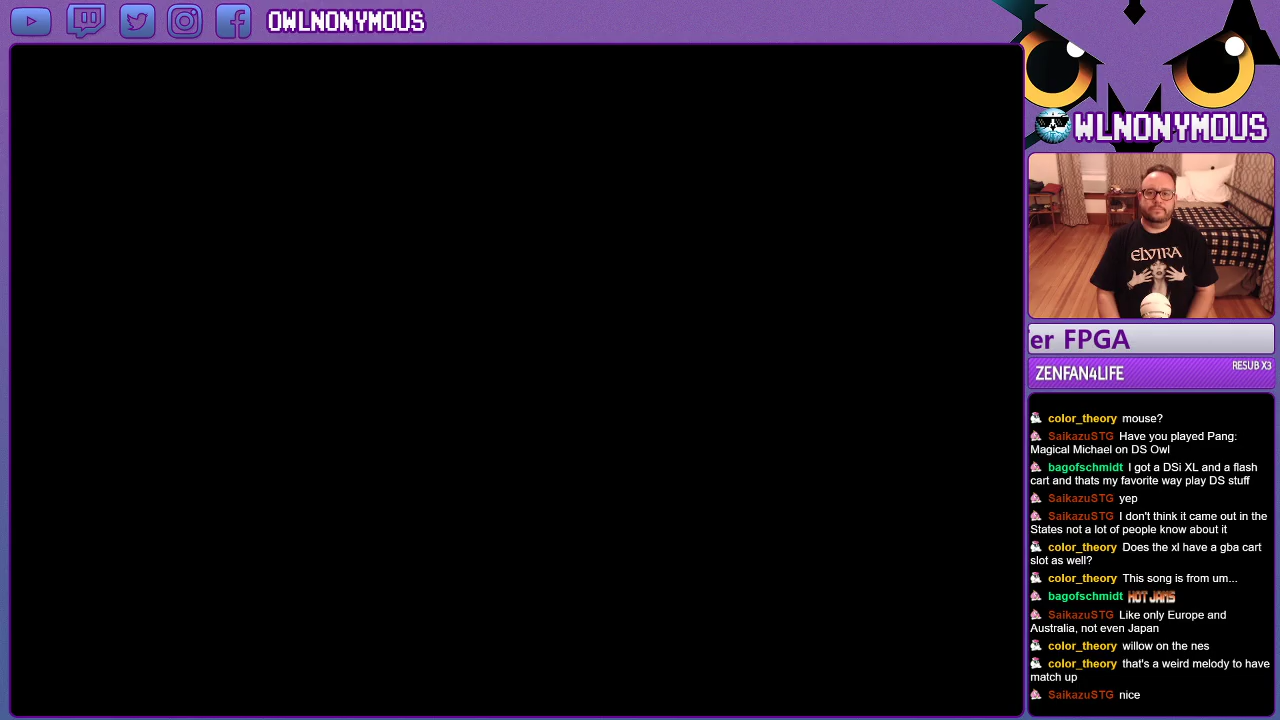 OWLNONYMOUS
WLNONYMOUS
ELVIRA
er FPGA
ZENFAN4LIFE
RESUB X3
color_theory mouse?
SaikazuSTG Have you played Pang:
Magical Michael on DS Owl
bagofschmidt I got a DSi XL and a flash
cart and thats my favorite way play DS stuff
SaikazuSTG yep
SaikazuSTG I don't think it came out in the
States not a lot of people know about it
color_theory Does the xl have a gba cart
slot as well?
color_theory This song is from um...
bagofschmidt HOT JAMS
SaikazuSTG Like only Europe and
Australia, not even Japan
color_theory willow on the nes
color_theory that's a weird melody to have
match up
SaikazuSTG nice